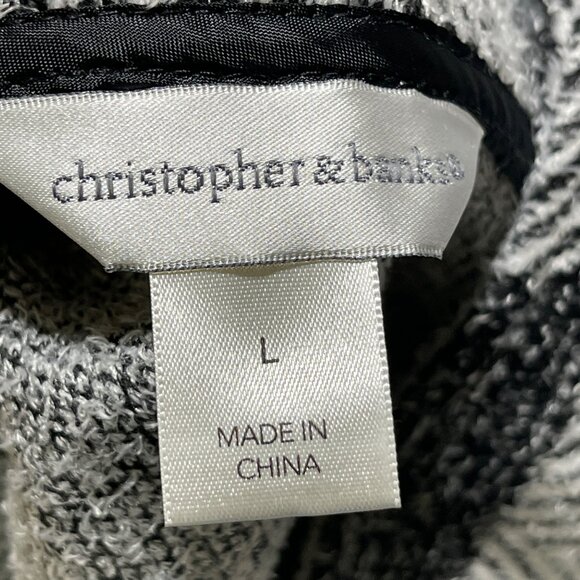 christopher & banks®
L
MADE IN
CHINA